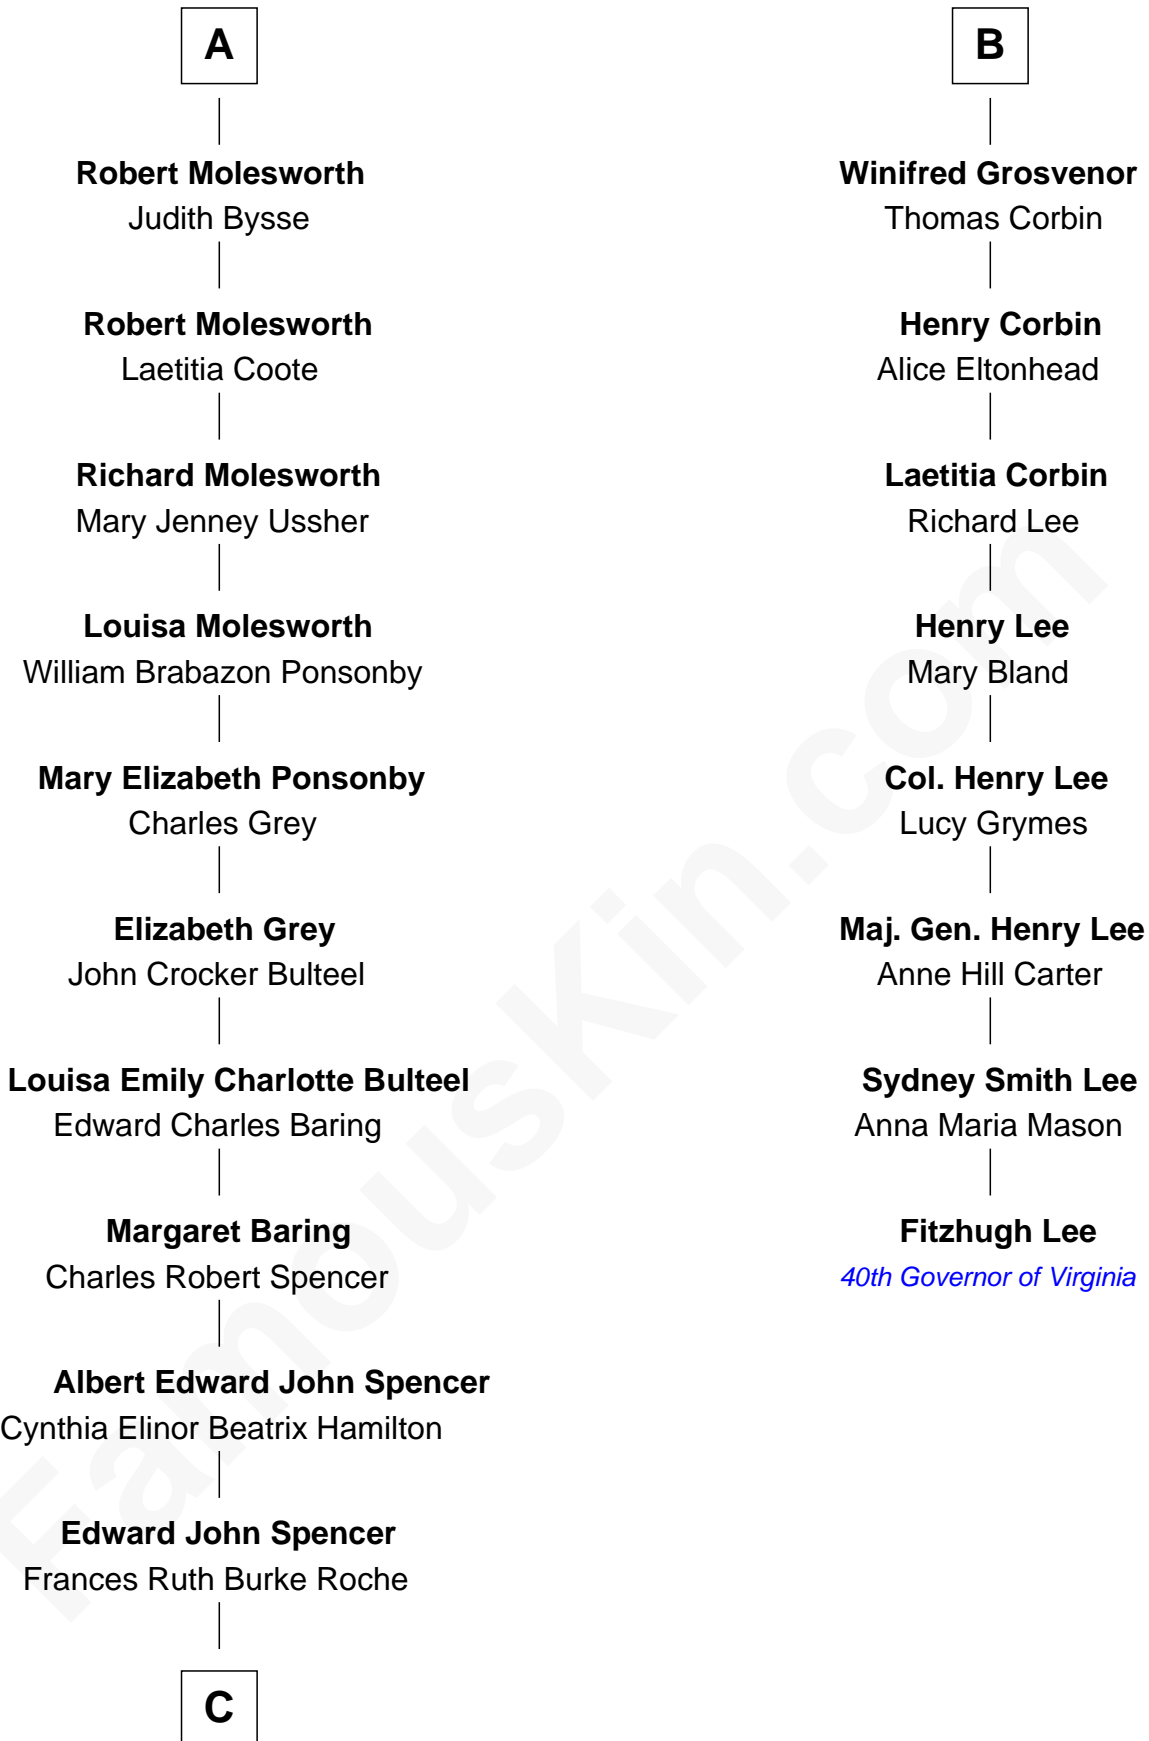 A
Robert Molesworth
Judith Bysse
Robert Molesworth
Laetitia Coote
Richard Molesworth
Mary Jenney Ussher
Louisa Molesworth
William Brabazon Ponsonby
Mary Elizabeth Ponsonby
Charles Grey
Elizabeth Grey
John Crocker Bulteel
Louisa Emily Charlotte Bulteel
Edward Charles Baring
Margaret Baring
Charles Robert Spencer
Albert Edward John Spencer
Cynthia Elinor Beatrix Hamilton
Edward John Spencer
Frances Ruth Burke Roche
C
B
Winifred Grosvenor
Thomas Corbin
Henry Corbin
Alice Eltonhead
Laetitia Corbin
Richard Lee
Henry Lee
Mary Bland
Col. Henry Lee
Lucy Grymes
Maj. Gen. Henry Lee
Anne Hill Carter
Sydney Smith Lee
Anna Maria Mason
Fitzhugh Lee
40th Governor of Virginia
FamousKin.com